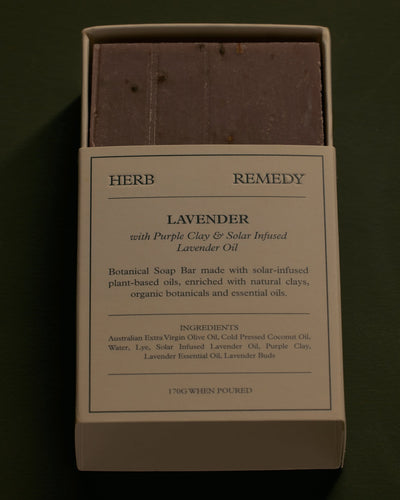 HERB REMEDY
LAVENDER
with Purple Clay & Solar Infused
Lavender Oil
Botanical Soap Bar made with solar-infused
plant-based oils, enriched with natural clays,
organic botanicals and essential oils.
INGREDIENTS
Australian Extra Virgin Olive Oil, Cold Pressed Coconut Oil,
Water, Lye, Solar Infused Lavender Oil, Purple Clay,
Lavender Essential Oil, Lavender Buds
170G WHEN POURED